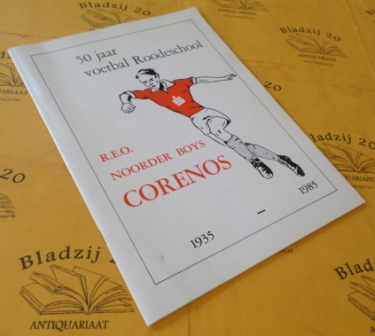 50 jaar
voetbal Roodeschool
R.E.O.
NOORDER BOYS
CORENOS
1935 - 1985
Bladzij 20
ANTIQUARIAAT
Bladzij 20
ANTIQUARIAAT
Bladzij 20
Bladzij 20
ANTIQUARIAAT
Bladzij